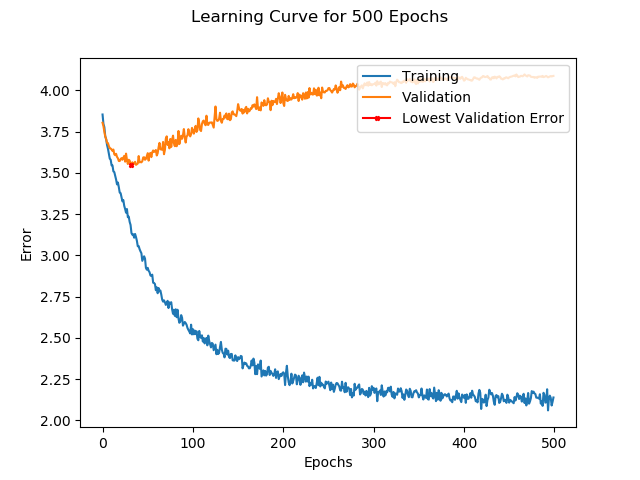 Learning Curve for 500 Epochs
Training
Validation
Lowest Validation Error
4.00
3.75
3.50
3.25
3.00
2.75
2.50
2.25
2.00
Error
0 100 200 300 400 500
Epochs